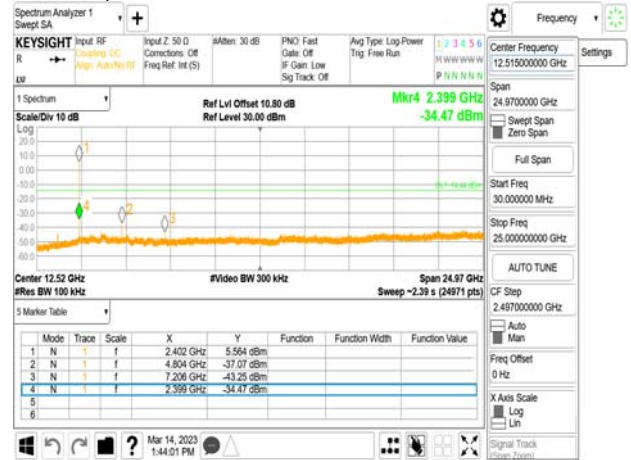 Spectrum Analyzer 1
Swept SA
Frequency
KEYSIGHT
R
Input: RF
Coupling: DC
Align: Auto/No RF
Input Z: 50 Ω
Corrections: Off
Freq Ref: Int (S)
#Atten: 30 dB
PNO: Fast
Gate: Off
IF Gain: Low
Sig Track: Off
Avg Type: Log-Power
Trig: Free Run
1 2 3 4 5 6
M W W W W W
P N N N N N
1 Spectrum
Scale/Div 10 dB
Ref Lvl Offset 10.80 dB
Ref Level 30.00 dBm
Mkr4 2.399 GHz
-34.47 dBm
Log
20.0
10.0
0.00
-10.0
-20.0
-30.0
-40.0
-50.0
-60.0
1
2
3
4
Center 12.52 GHz
#Res BW 100 kHz
#Video BW 300 kHz
Span 24.97 GHz
Sweep ~2.39 s (24971 pts)
5 Marker Table
Mode Trace Scale X Y Function Function Width Function Value
1 N 1 f 2.402 GHz 5.564 dBm
2 N 1 f 4.804 GHz -37.07 dBm
3 N 1 f 7.206 GHz -43.25 dBm
4 N 1 f 2.399 GHz -34.47 dBm
5
6
Mar 14, 2023
1:44:01 PM
Center Frequency
12.515000000 GHz
Settings
Span
24.9700000 GHz
Swept Span
Zero Span
Full Span
Start Freq
30.000000 MHz
Stop Freq
25.000000000 GHz
AUTO TUNE
CF Step
2.497000000 GHz
Auto
Man
Freq Offset
0 Hz
X Axis Scale
Log
Lin
Signal Track
(Span Zoom)